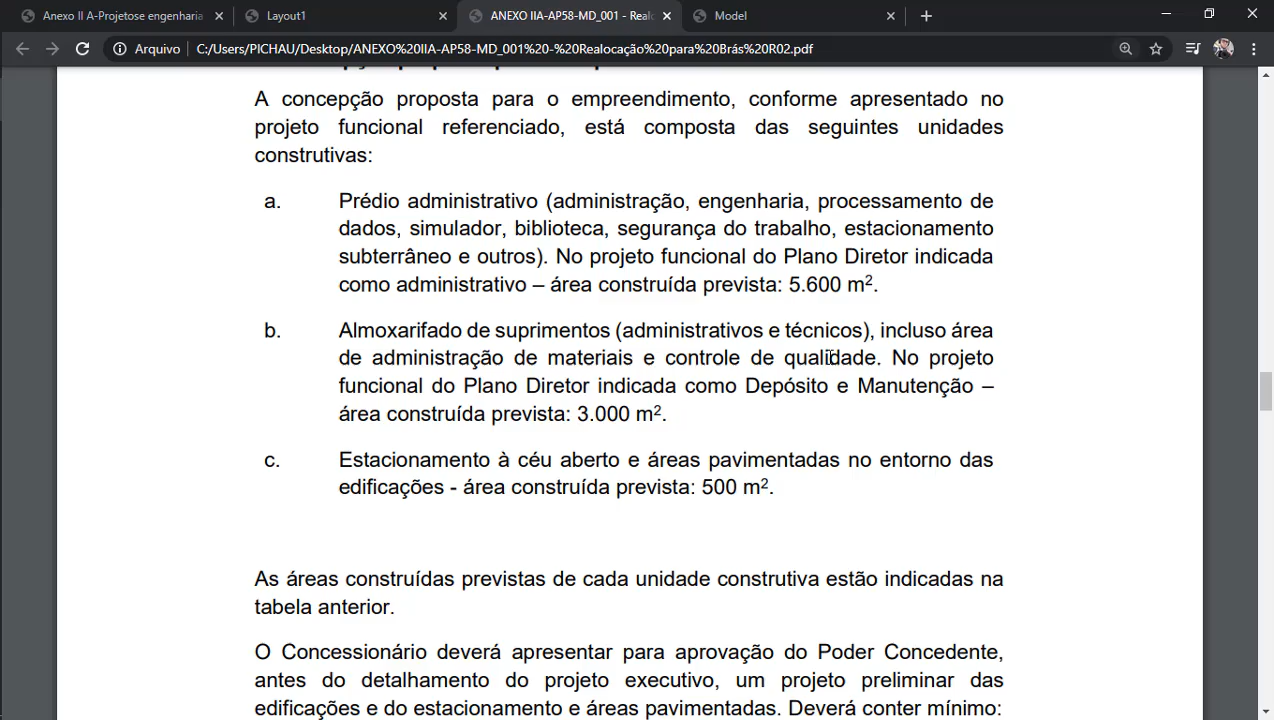 Anexo II A-Projetose engenharia
Layout1
ANEXO IIA-AP58-MD_001 - Realoc
Model
Arquivo
C:/Users/PICHAU/Desktop/ANEXO%20IIA-AP58-MD_001%20-%20Realocação%20para%20Brás%20R02.pdf
A concepção proposta para o empreendimento, conforme apresentado no
projeto funcional referenciado, está composta das seguintes unidades
construtivas:
a. Prédio administrativo (administração, engenharia, processamento de
dados, simulador, biblioteca, segurança do trabalho, estacionamento
subterrâneo e outros). No projeto funcional do Plano Diretor indicada
como administrativo – área construída prevista: 5.600 m².
b. Almoxarifado de suprimentos (administrativos e técnicos), incluso área
de administração de materiais e controle de qualidade. No projeto
funcional do Plano Diretor indicada como Depósito e Manutenção –
área construída prevista: 3.000 m².
c. Estacionamento à céu aberto e áreas pavimentadas no entorno das
edificações - área construída prevista: 500 m².
As áreas construídas previstas de cada unidade construtiva estão indicadas na
tabela anterior.
O Concessionário deverá apresentar para aprovação do Poder Concedente,
antes do detalhamento do projeto executivo, um projeto preliminar das
edificações e do estacionamento e áreas pavimentadas. Deverá conter mínimo: